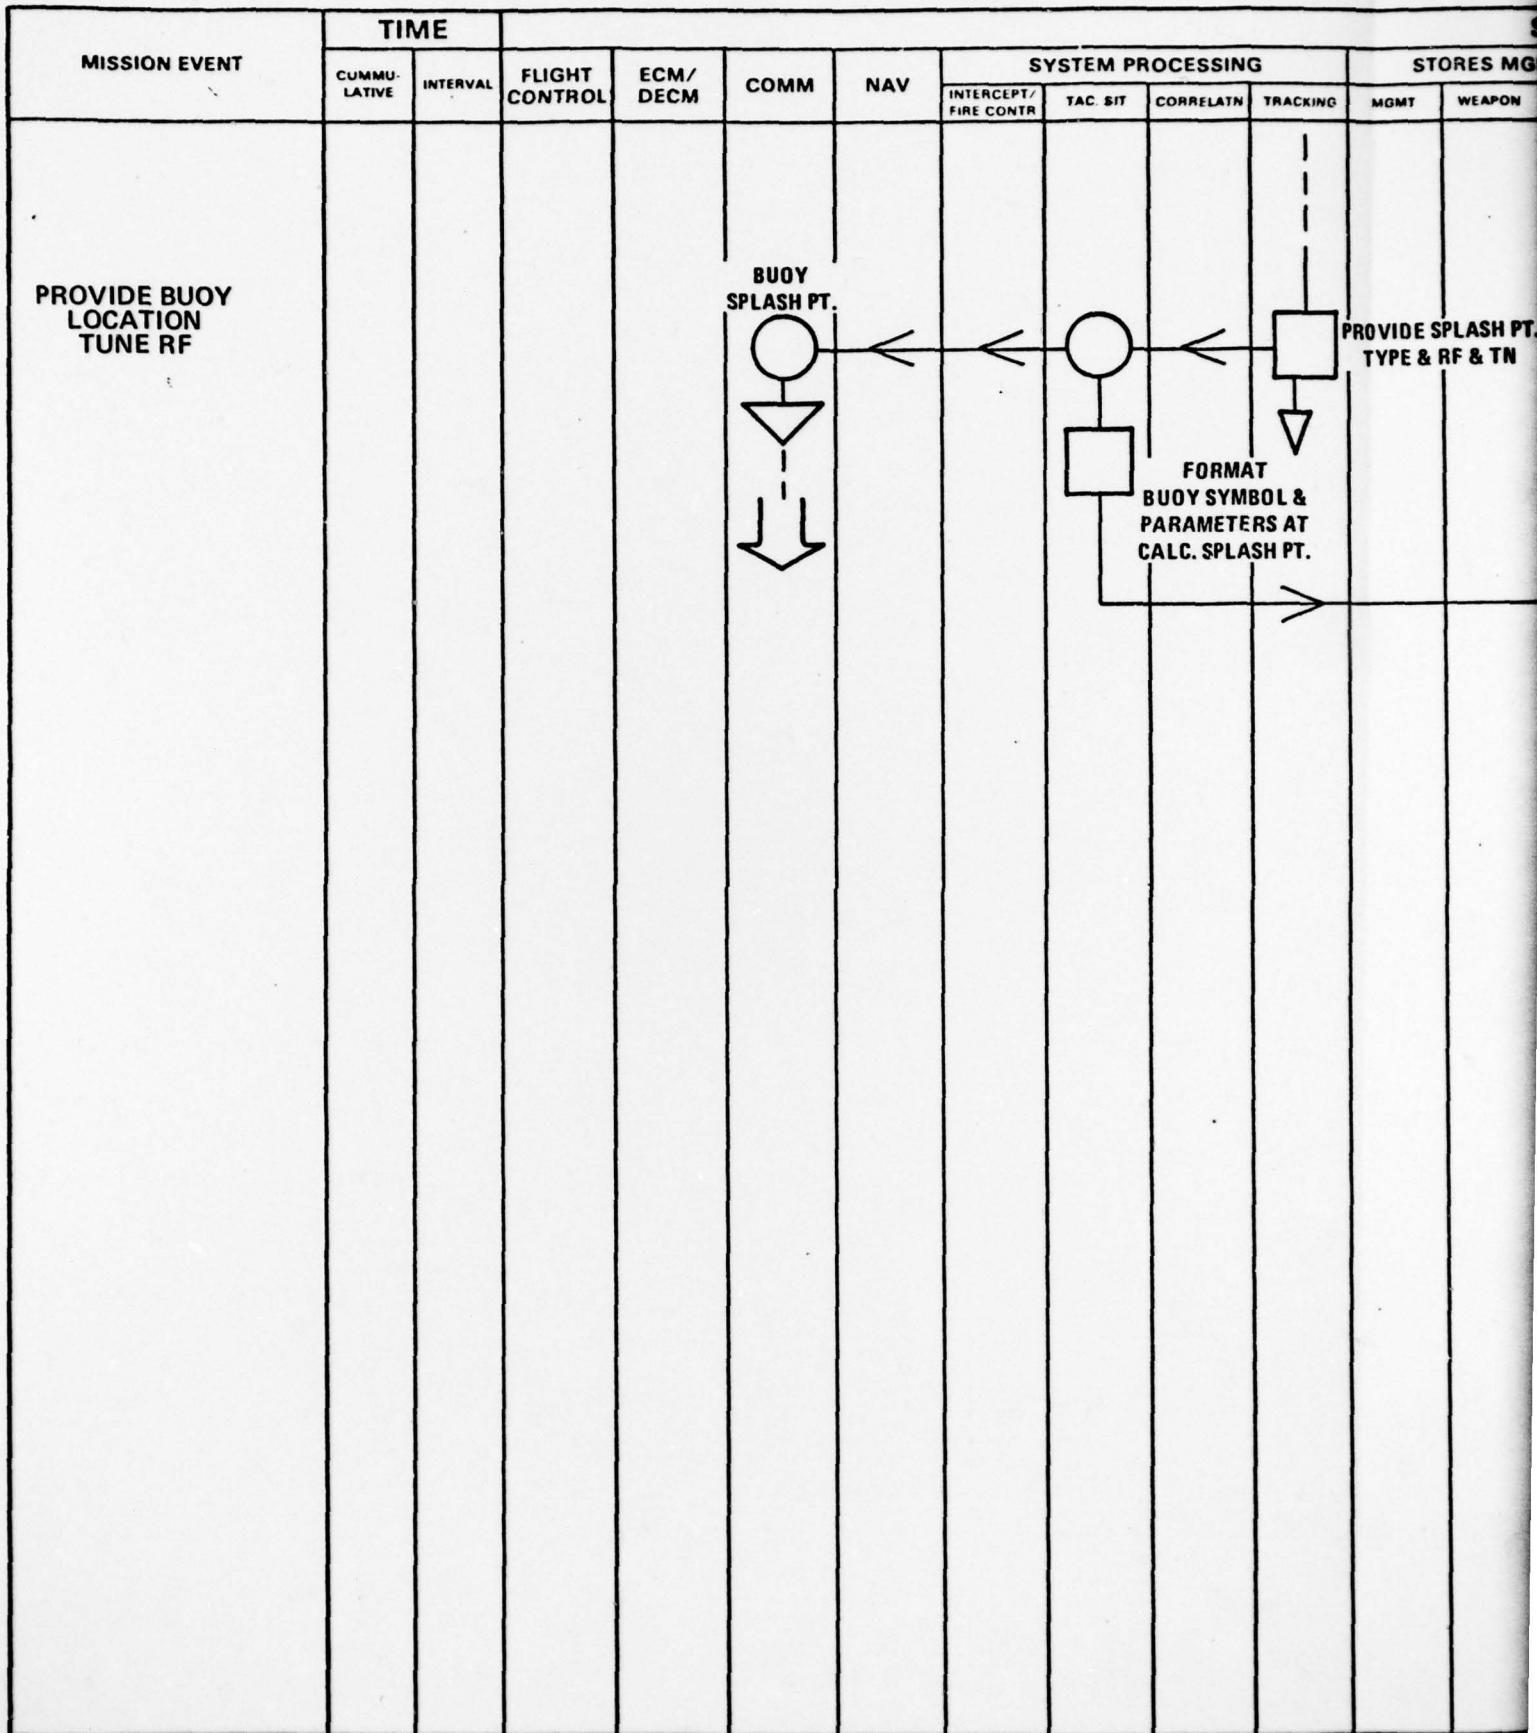 TIME
MISSION EVENT
CUMMU-
LATIVE
INTERVAL
FLIGHT
CONTROL
ECM/
DECM
COMM
NAV
SYSTEM PROCESSING
STORES MG
INTERCEPT/
FIRE CONTR
TAC. SIT
CORRELATN
TRACKING
MGMT
WEAPON
PROVIDE BUOY
LOCATION
TUNE RF
BUOY
SPLASH PT.
PROVIDE SPLASH PT.
TYPE & RF & TN
FORMAT
BUOY SYMBOL &
PARAMETERS AT
CALC. SPLASH PT.